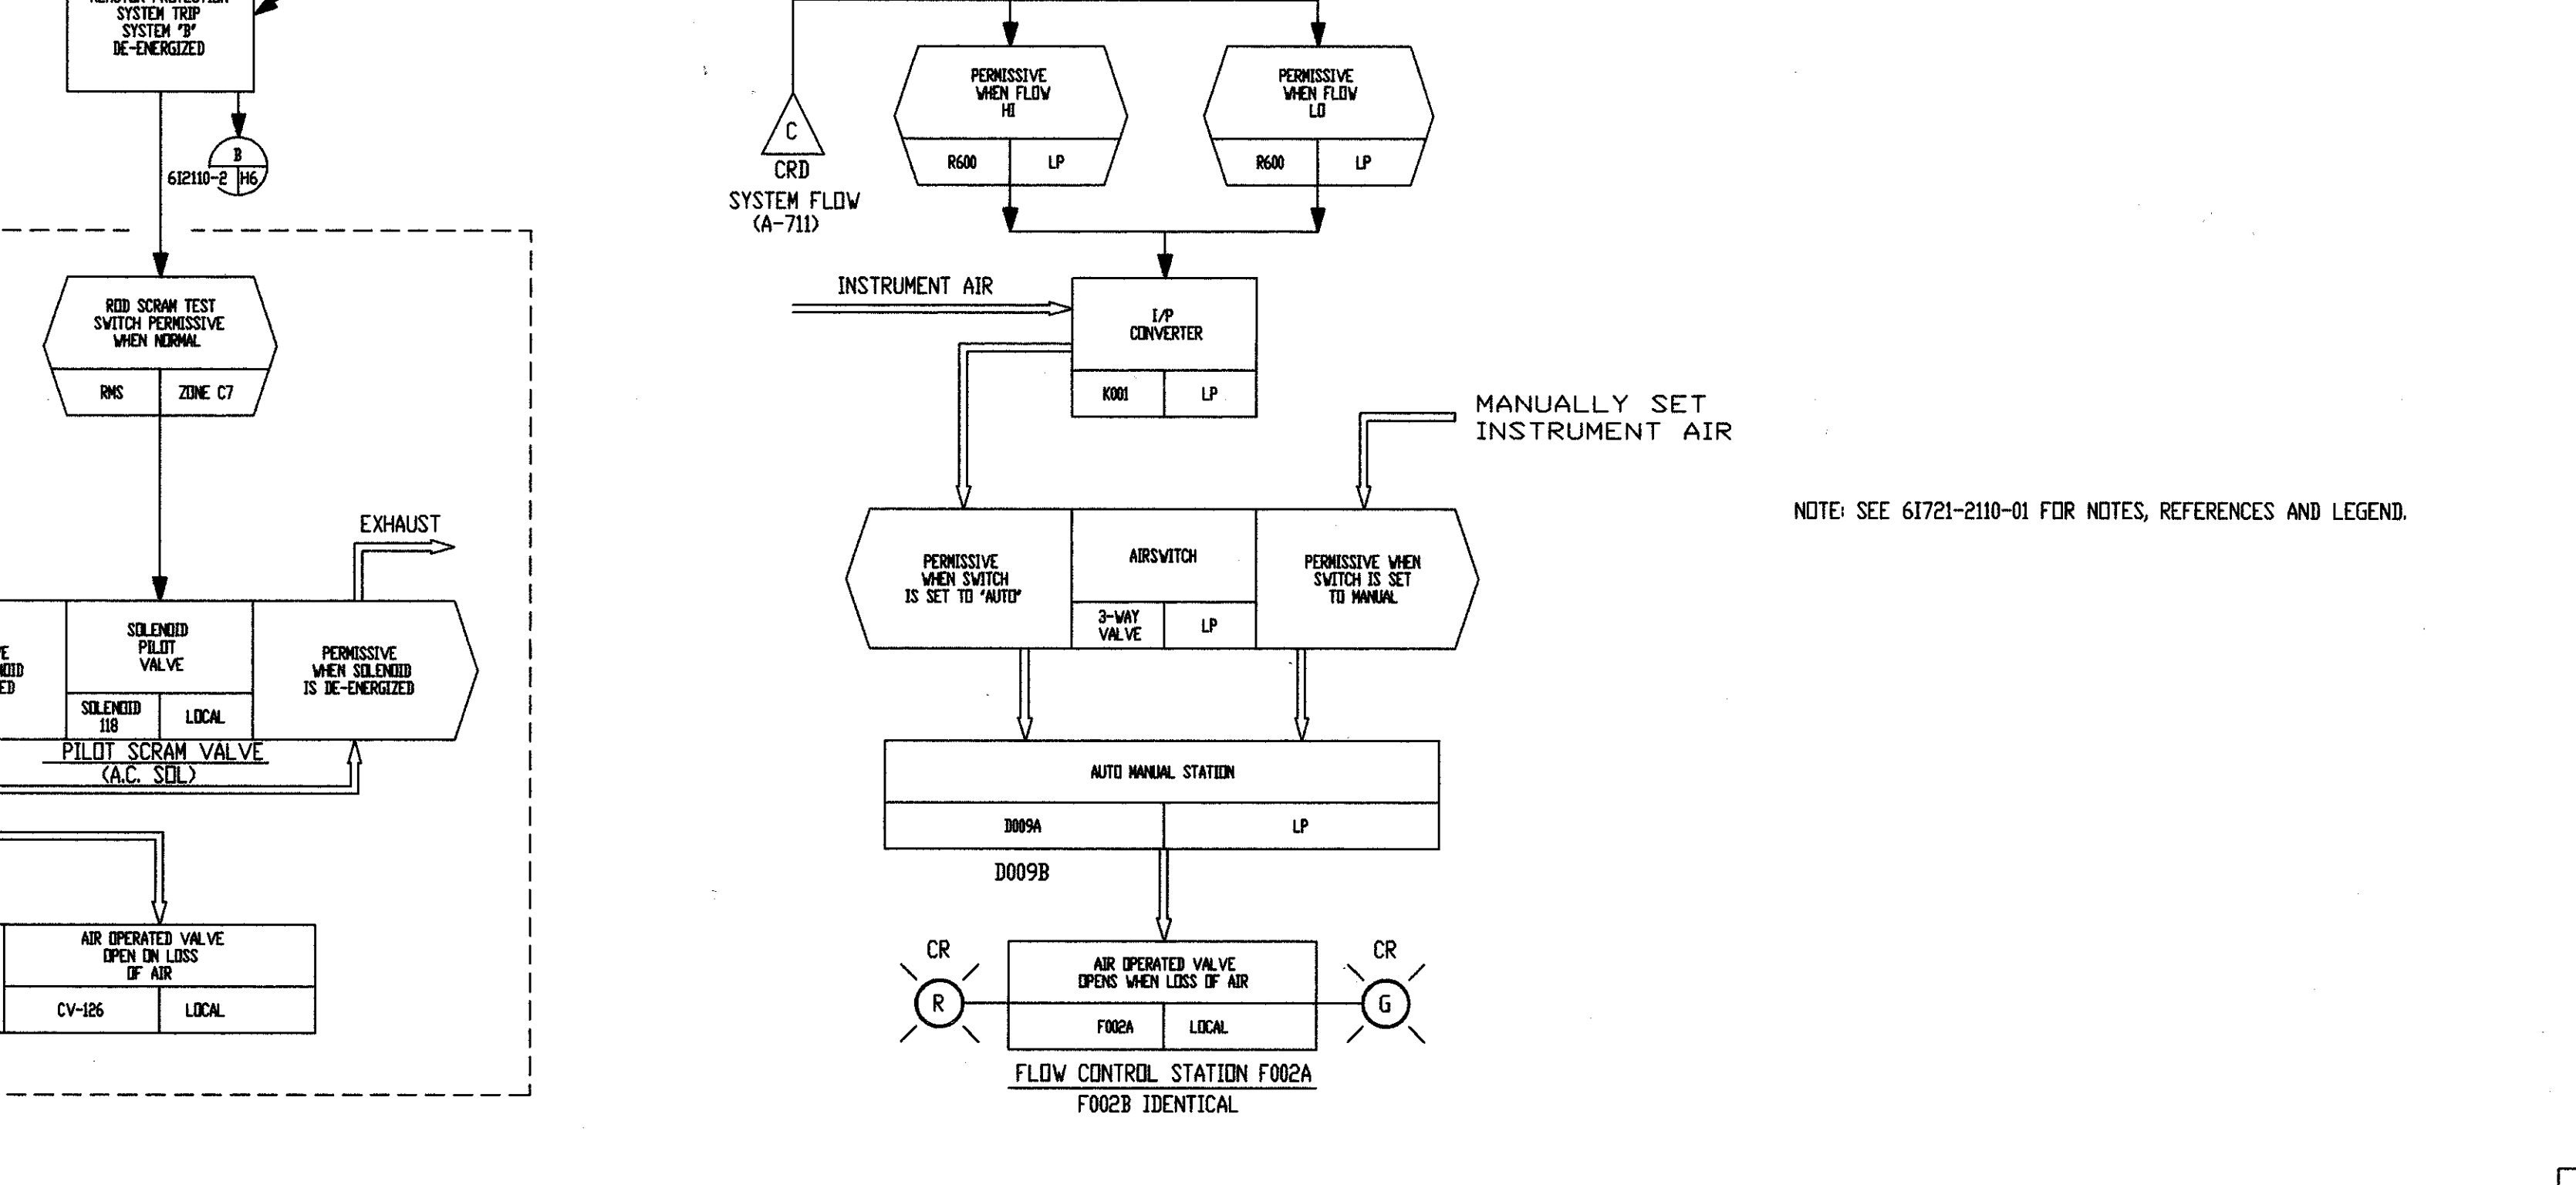 SYSTEM TRIP
SYSTEM "B"
DE-ENERGIZED
B
6I2110-2
H6
ROD SCRAM TEST
SWITCH PERMISSIVE
WHEN NORMAL
RMS
ZONE C7
EXHAUST
SOLENOID
PILOT
VALVE
SOLENOID
118
LOCAL
PERMISSIVE
WHEN SOLENOID
IS DE-ENERGIZED
PILOT SCRAM VALVE
(A.C. SOL)
AIR OPERATED VALVE
OPEN ON LOSS
OF AIR
CV-126
LOCAL
C
CRD
SYSTEM FLOW
(A-711)
PERMISSIVE
WHEN FLOW
HI
R600
LP
PERMISSIVE
WHEN FLOW
LO
R600
LP
INSTRUMENT AIR
I/P
CONVERTER
K001
LP
MANUALLY SET
INSTRUMENT AIR
PERMISSIVE
WHEN SWITCH
IS SET TO "AUTO"
AIRSWITCH
3-WAY
VALVE
LP
PERMISSIVE WHEN
SWITCH IS SET
TO MANUAL
AUTO MANUAL STATION
D009A
LP
D009B
CR
R
AIR OPERATED VALVE
OPENS WHEN LOSS OF AIR
F002A
LOCAL
CR
G
FLOW CONTROL STATION F002A
F002B IDENTICAL
NOTE: SEE 6I721-2110-01 FOR NOTES, REFERENCES AND LEGEND.